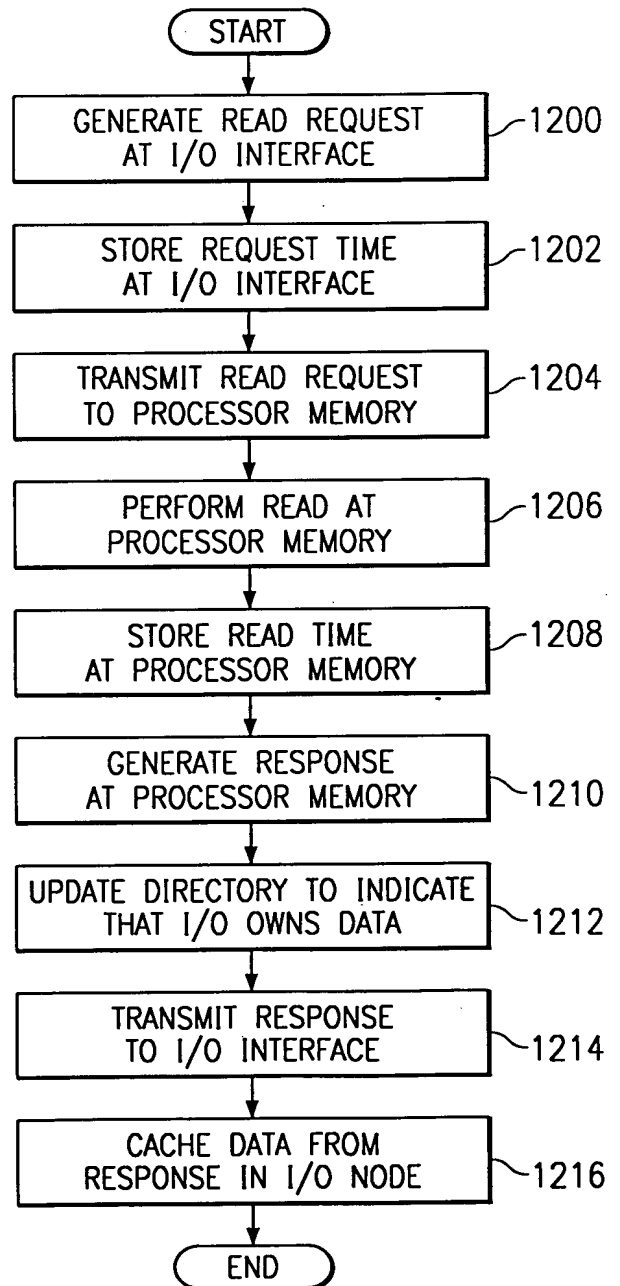 START
GENERATE READ REQUEST
AT I/O INTERFACE
1200
STORE REQUEST TIME
AT I/O INTERFACE
1202
TRANSMIT READ REQUEST
TO PROCESSOR MEMORY
1204
PERFORM READ AT
PROCESSOR MEMORY
1206
STORE READ TIME
AT PROCESSOR MEMORY
1208
GENERATE RESPONSE
AT PROCESSOR MEMORY
1210
UPDATE DIRECTORY TO INDICATE
THAT I/O OWNS DATA
1212
TRANSMIT RESPONSE
TO I/O INTERFACE
1214
CACHE DATA FROM
RESPONSE IN I/O NODE
1216
END